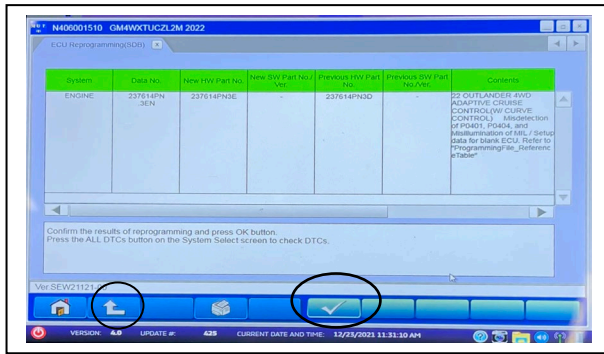 N406001510 GM4WXTUCZL2M 2022
ECU Reprogramming(SDB)
System Data No. New HW Part No. New SW Part No./Ver. Previous HW Part No. Previous SW Part No./Ver. Contents
ENGINE 237614PN.3EN 237614PN3E - 237614PN3D - 22 OUTLANDER 4WD
ADAPTIVE CRUISE
CONTROL(W/ CURVE
CONTROL) Misdetection
of P0401, P0404, and
Misillumination of MIL / Setup
data for blank ECU. Refer to
"ProgrammingFile_Referenc
eTable"
Confirm the results of reprogramming and press OK button.
Press the ALL DTCs button on the System Select screen to check DTCs.
Ver.SEW21121-00
VERSION: 4.0 UPDATE #: 425 CURRENT DATE AND TIME: 12/23/2021 11:31:10 AM